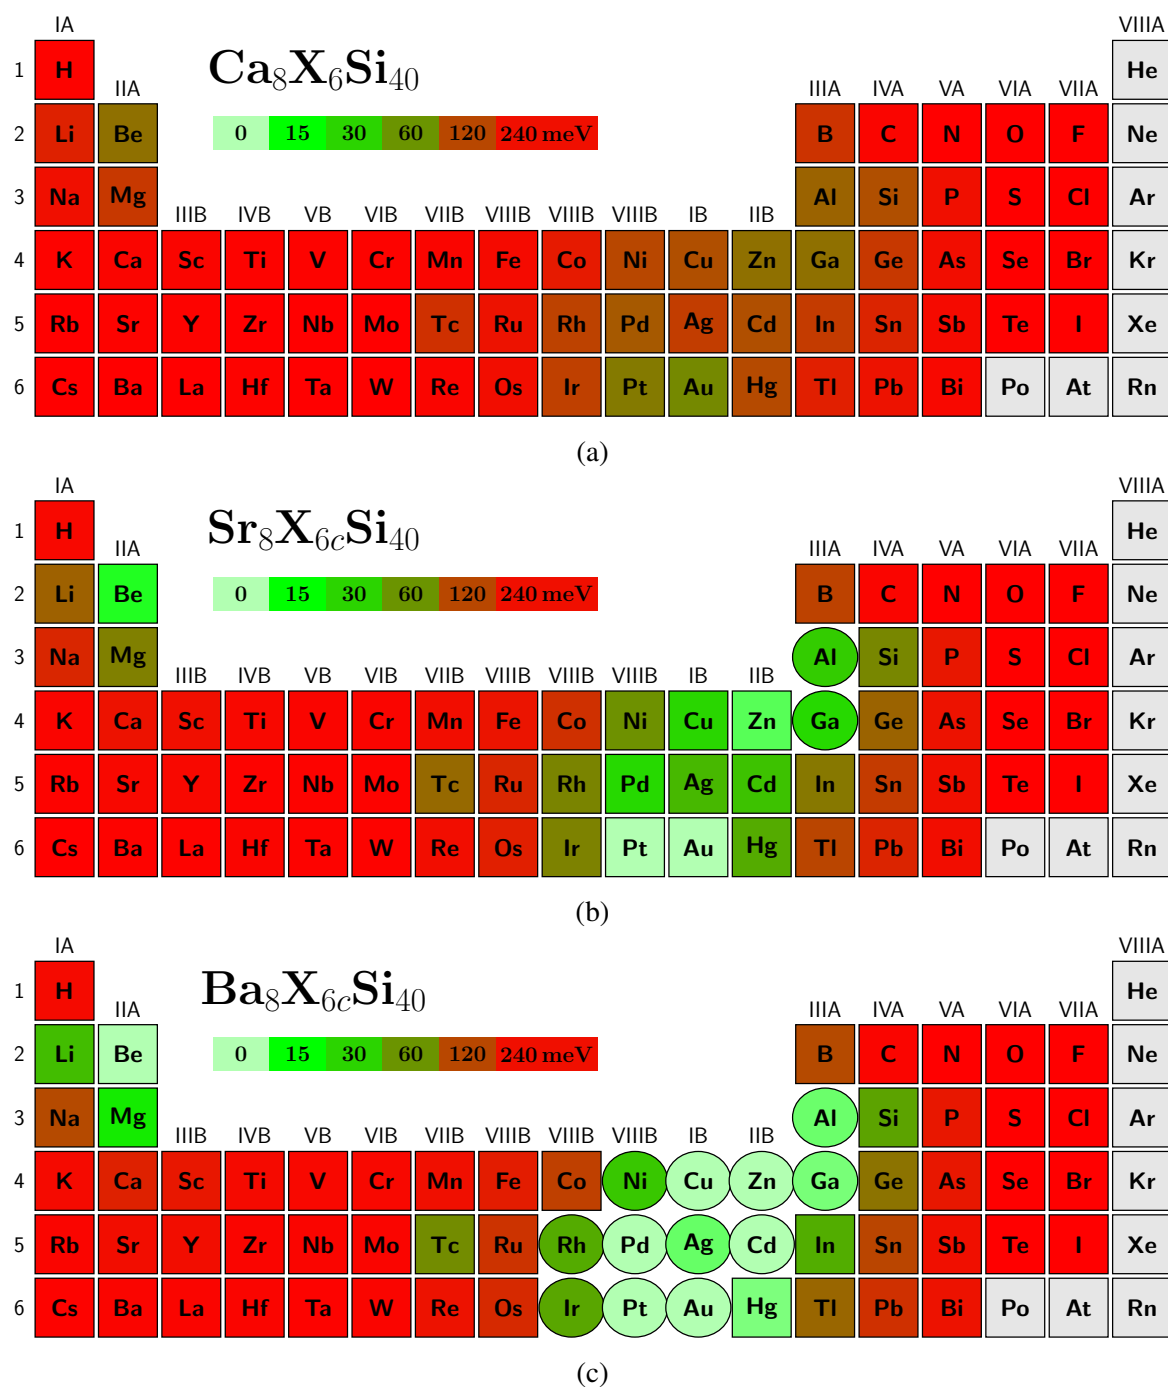 IA VIIIA
Ca₈X₆Si₄₀
1 H He
IIA IIIA IVA VA VIA VIIA
2 Li Be B C N O F Ne
0 15 30 60 120 240 meV
3 Na Mg Al Si P S Cl Ar
IIIB IVB VB VIB VIIB VIIIB VIIIB VIIIB IB IIB
4 K Ca Sc Ti V Cr Mn Fe Co Ni Cu Zn Ga Ge As Se Br Kr
5 Rb Sr Y Zr Nb Mo Tc Ru Rh Pd Ag Cd In Sn Sb Te I Xe
6 Cs Ba La Hf Ta W Re Os Ir Pt Au Hg Tl Pb Bi Po At Rn
(a)
IA VIIIA
Sr₈X₆cSi₄₀
1 H He
IIA IIIA IVA VA VIA VIIA
2 Li Be B C N O F Ne
0 15 30 60 120 240 meV
3 Na Mg Al Si P S Cl Ar
IIIB IVB VB VIB VIIB VIIIB VIIIB VIIIB IB IIB
4 K Ca Sc Ti V Cr Mn Fe Co Ni Cu Zn Ga Ge As Se Br Kr
5 Rb Sr Y Zr Nb Mo Tc Ru Rh Pd Ag Cd In Sn Sb Te I Xe
6 Cs Ba La Hf Ta W Re Os Ir Pt Au Hg Tl Pb Bi Po At Rn
(b)
IA VIIIA
Ba₈X₆cSi₄₀
1 H He
IIA IIIA IVA VA VIA VIIA
2 Li Be B C N O F Ne
0 15 30 60 120 240 meV
3 Na Mg Al Si P S Cl Ar
IIIB IVB VB VIB VIIB VIIIB VIIIB VIIIB IB IIB
4 K Ca Sc Ti V Cr Mn Fe Co Ni Cu Zn Ga Ge As Se Br Kr
5 Rb Sr Y Zr Nb Mo Tc Ru Rh Pd Ag Cd In Sn Sb Te I Xe
6 Cs Ba La Hf Ta W Re Os Ir Pt Au Hg Tl Pb Bi Po At Rn
(c)